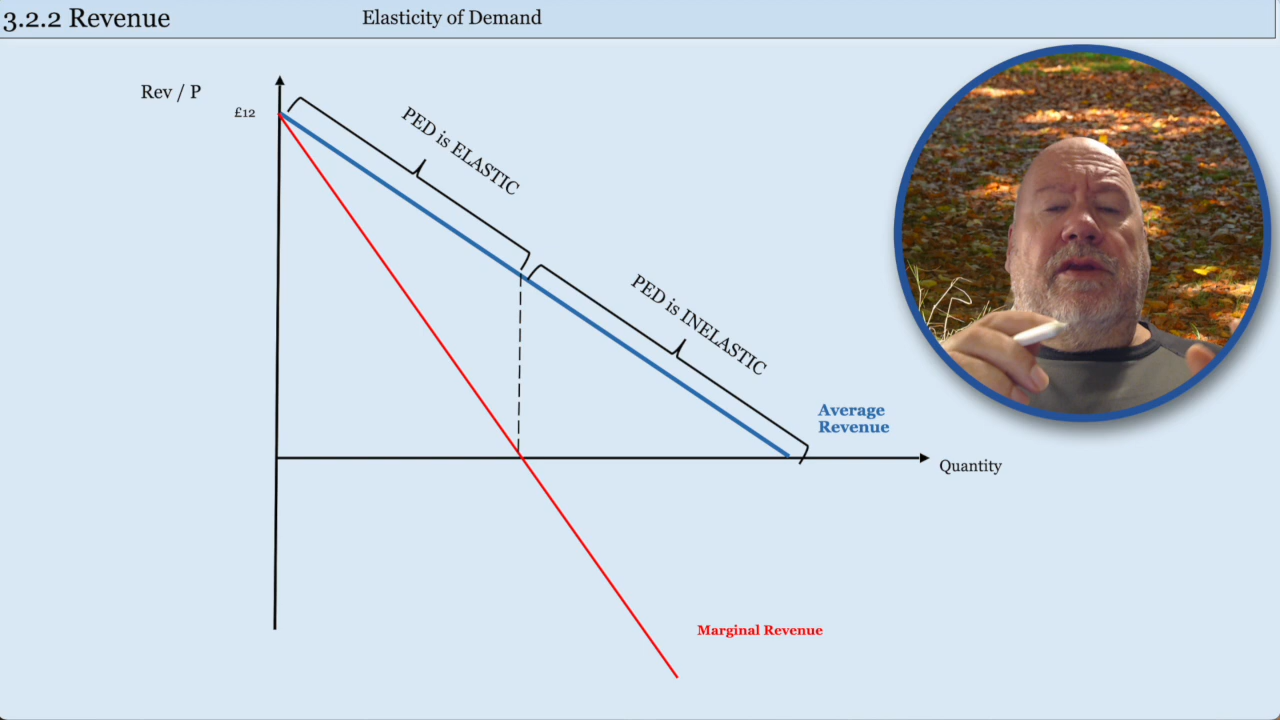 3.2.2 Revenue
Elasticity of Demand
Rev / P
£12
PED is ELASTIC
PED is INELASTIC
Average
Revenue
Quantity
Marginal Revenue